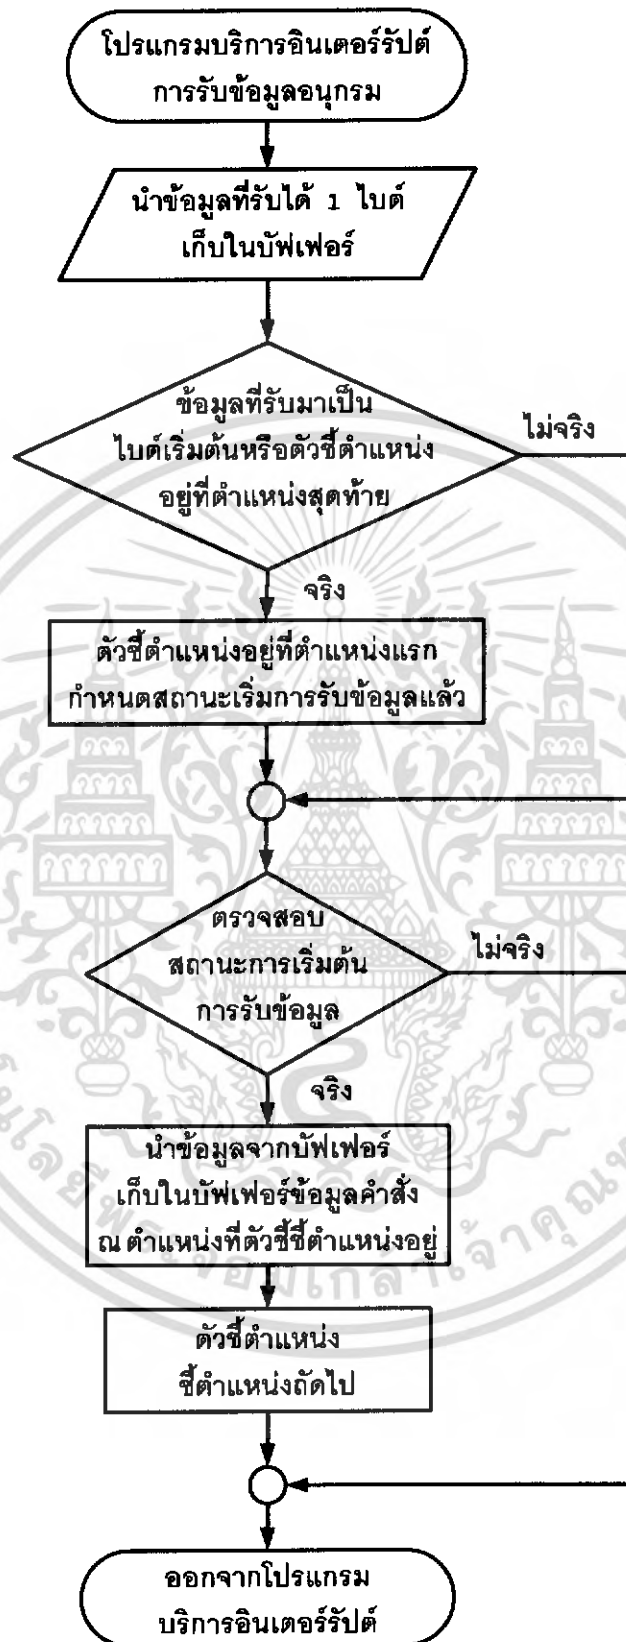 โปรแกรมบริการอินเตอร์รัปต์
การรับข้อมูลอนุกรม
นำข้อมูลที่รับได้ 1 ไบต์
เก็บในบัฟเฟอร์
ข้อมูลที่รับมาเป็น
ไบต์เริ่มต้นหรือตัวชี้ตำแหน่ง
อยู่ที่ตำแหน่งสุดท้าย
ไม่จริง
จริง
ตัวชี้ตำแหน่งอยู่ที่ตำแหน่งแรก
กำหนดสถานะเริ่มการรับข้อมูลแล้ว
ตรวจสอบ
สถานะการเริ่มต้น
การรับข้อมูล
ไม่จริง
จริง
นำข้อมูลจากบัฟเฟอร์
เก็บในบัฟเฟอร์ข้อมูลคำสั่ง
ณ ตำแหน่งที่ตัวชี้ชี้ตำแหน่งอยู่
ตัวชี้ตำแหน่ง
ชี้ตำแหน่งถัดไป
ออกจากโปรแกรม
บริการอินเตอร์รัปต์